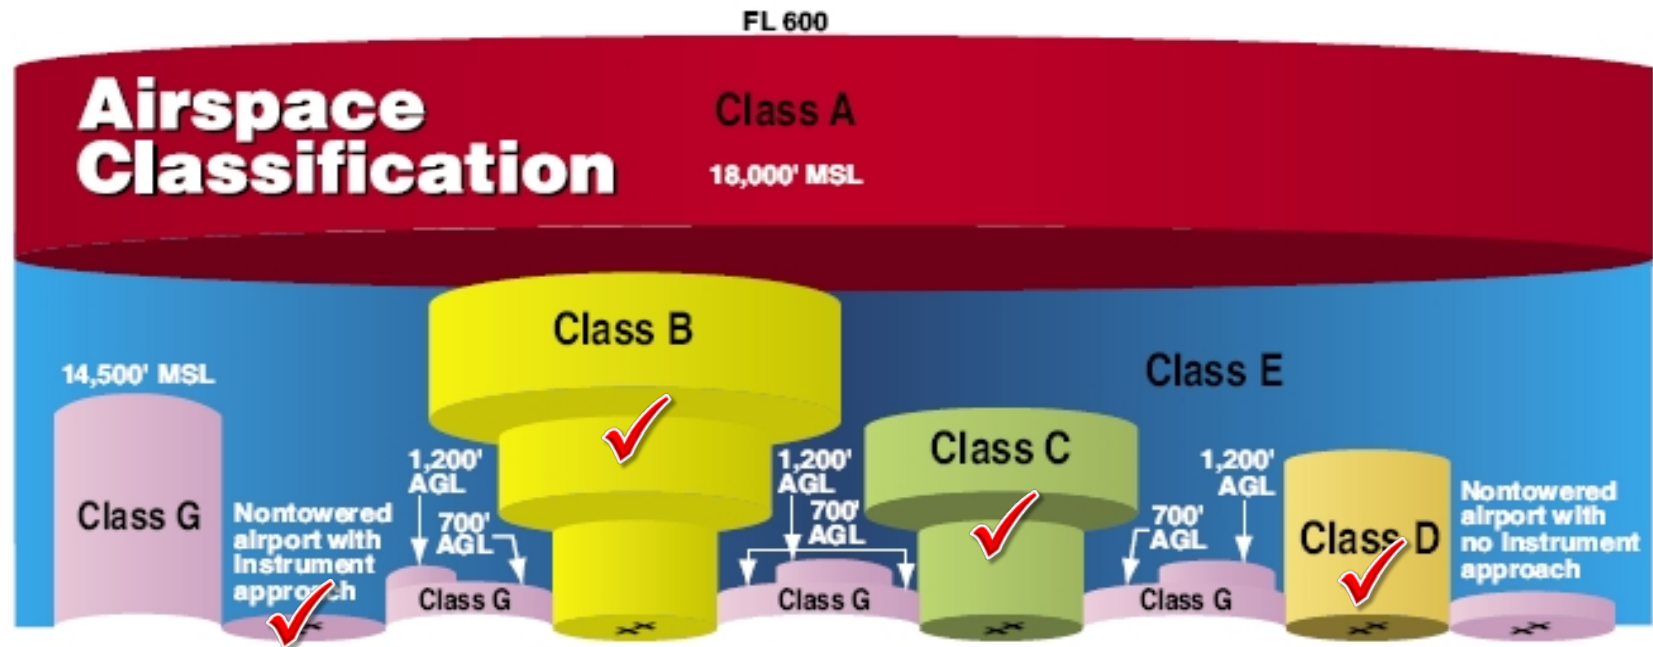 FL 600
Airspace
Classification
Class A
18,000' MSL
Class B
14,500' MSL
Class E
Class C
1,200'
AGL
1,200'
AGL
1,200'
AGL
Class G
Nontowered
airport with
Instrument
approach
700'
AGL
700'
AGL
700'
AGL
Class D
Nontowered
airport with
no Instrument
approach
Class G
Class G
Class G